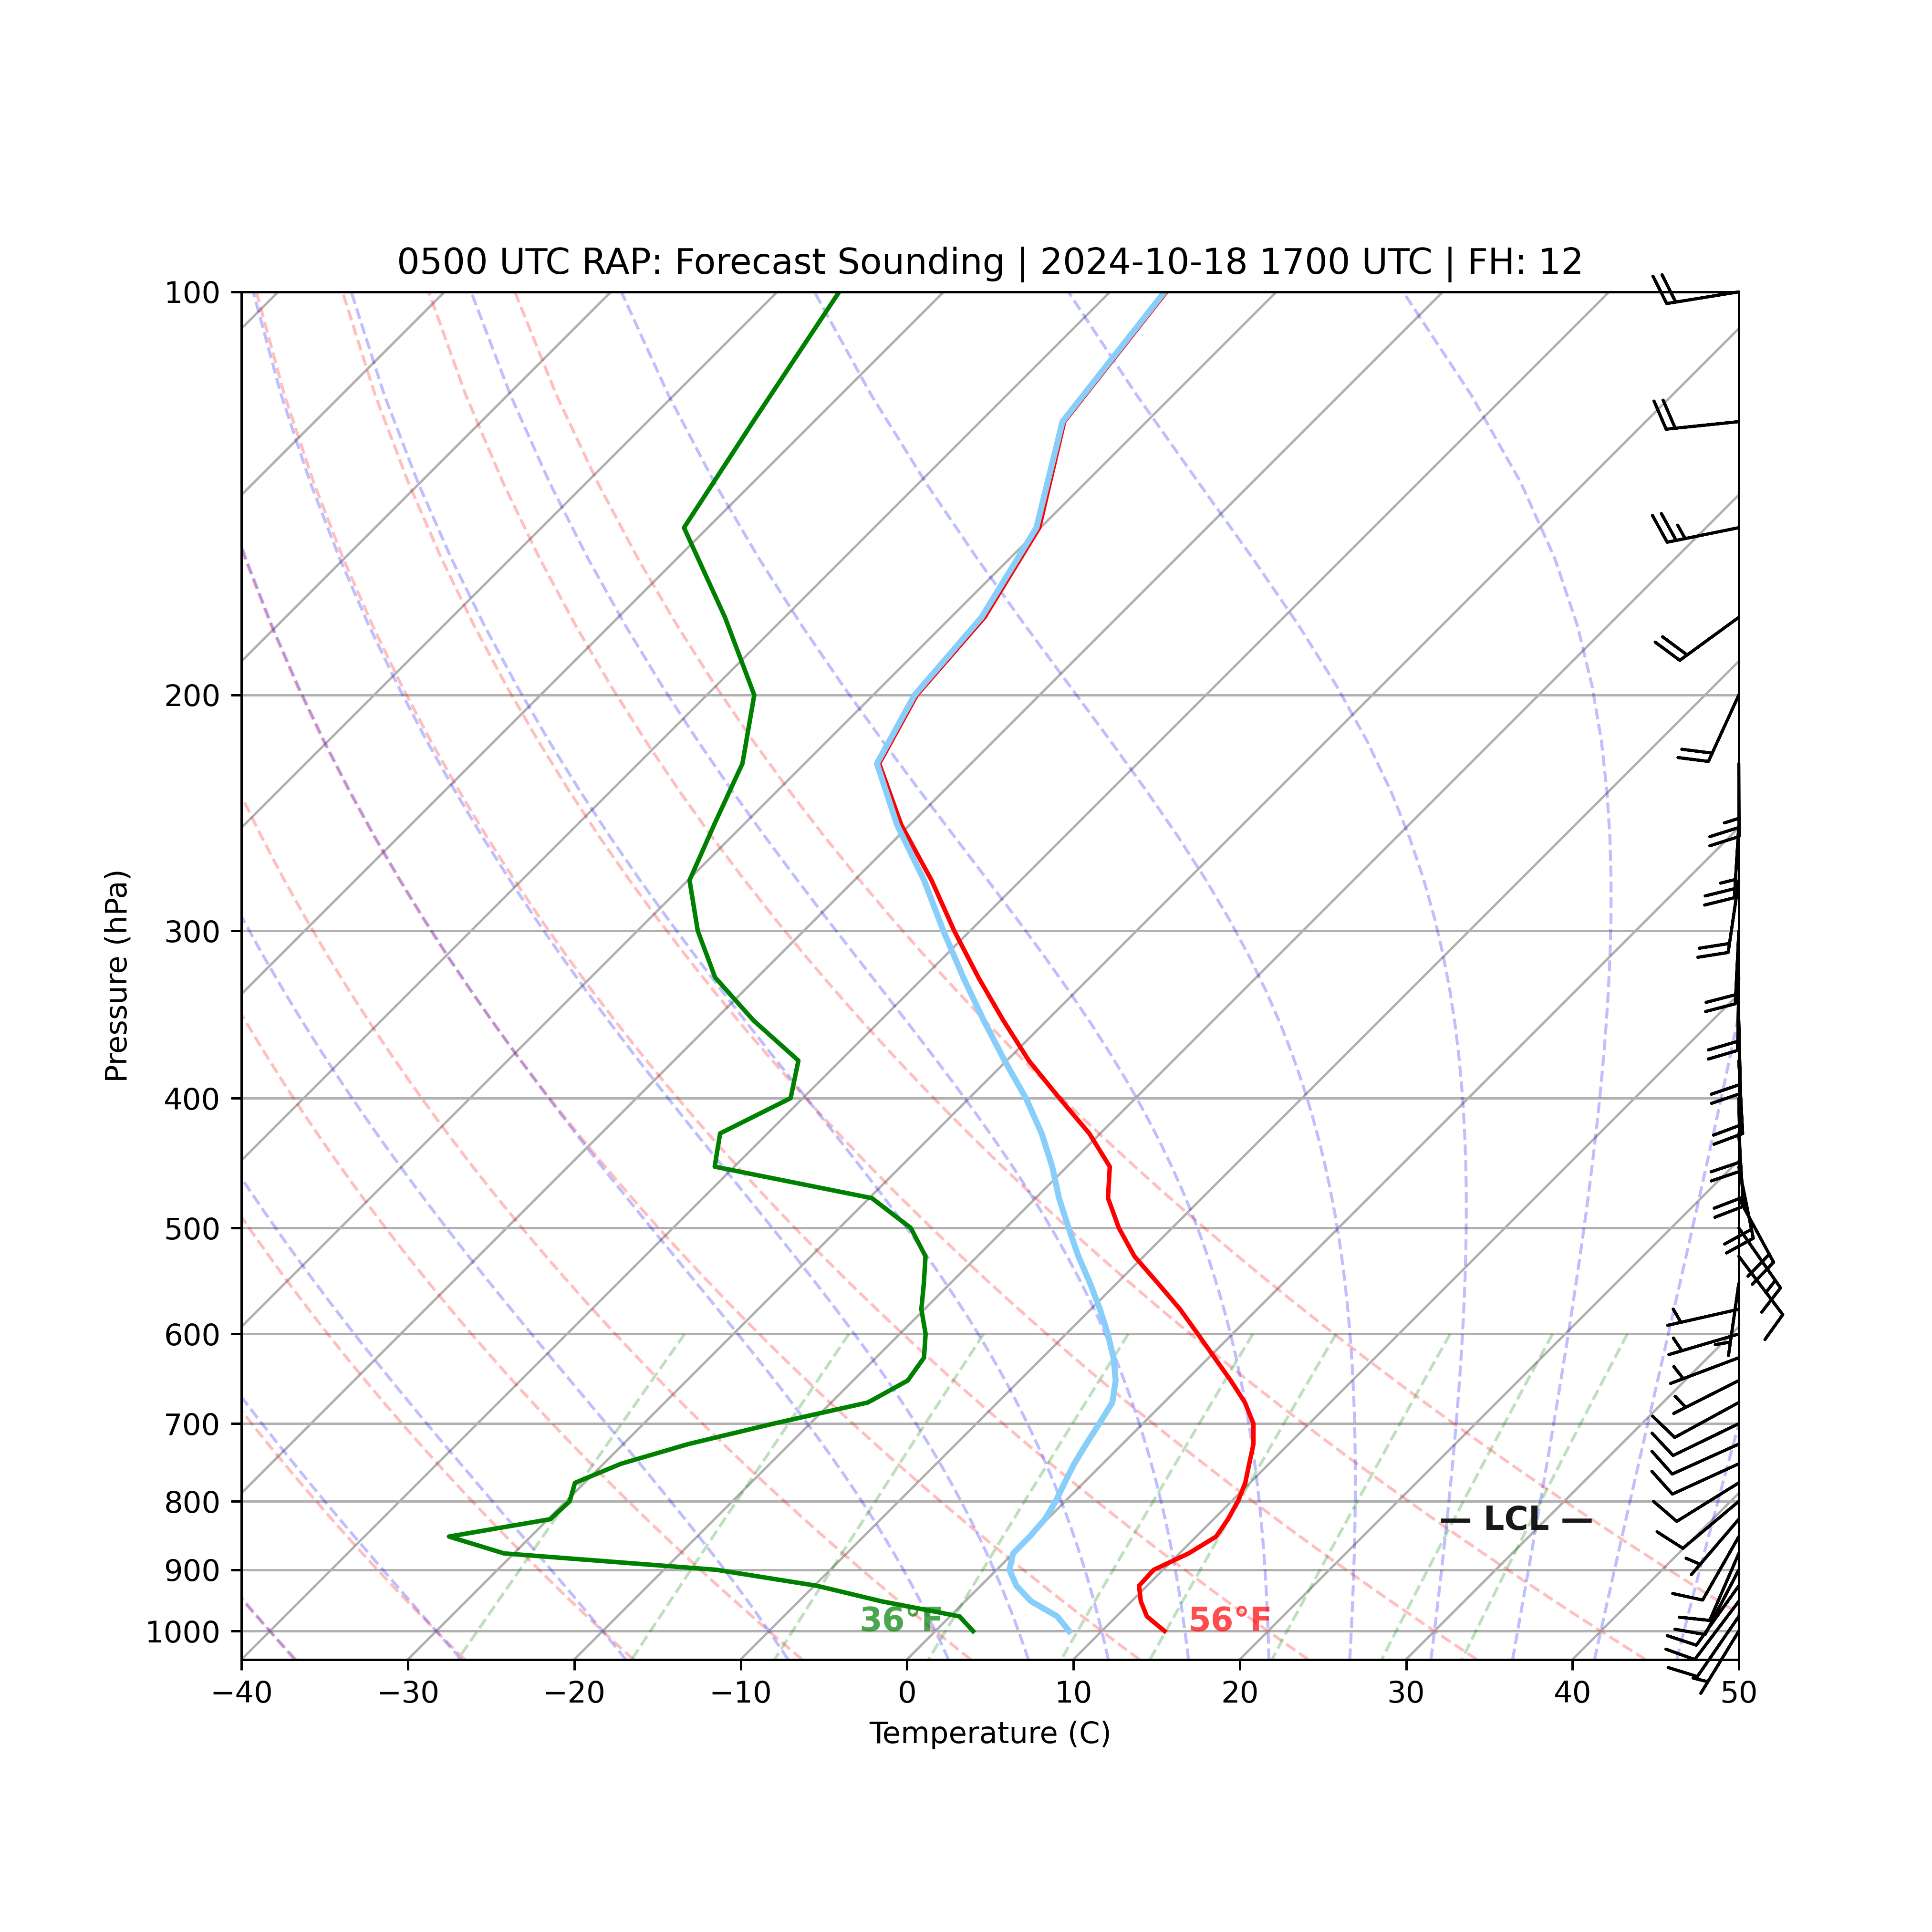 0500 UTC RAP: Forecast Sounding | 2024-10-18 1700 UTC | FH: 12
100
200
300
400
500
600
700
800
900
1000
Pressure (hPa)
— LCL —
36°F
56°F
−40 −30 −20 −10 0 10 20 30 40 50
Temperature (C)